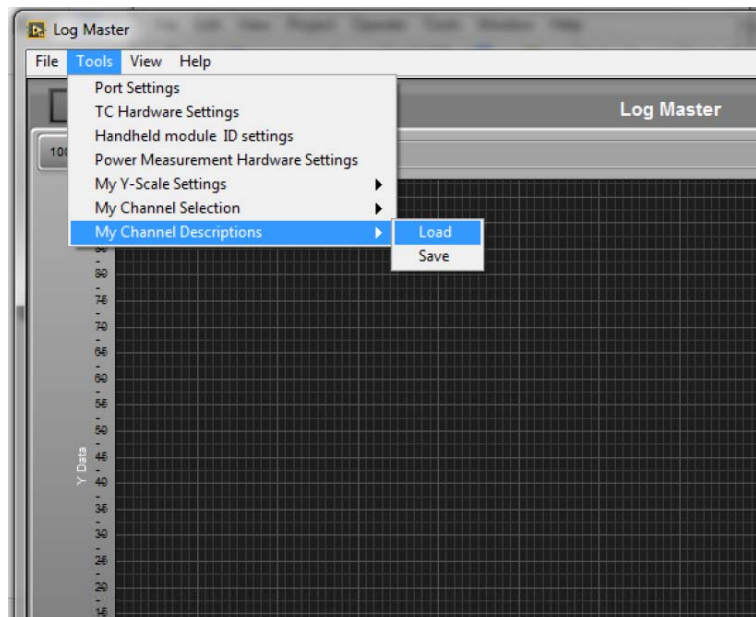 Log Master
File Tools View Help
Port Settings
TC Hardware Settings
Handheld module ID settings
Power Measurement Hardware Settings
My Y-Scale Settings
My Channel Selection
My Channel Descriptions
Load
Save
Log Master
80
75
70
65
60
55
50
45
40
35
30
25
20
15
Y Data